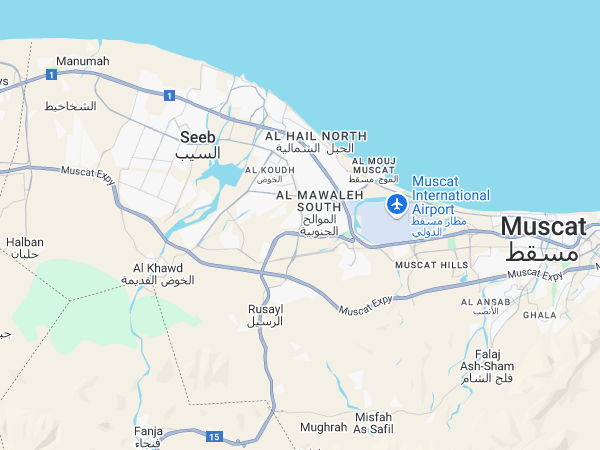 Manumah
ys
1
1
الشخاخيط
Seeb
السيب
AL HAIL NORTH
الحيل الشمالية
AL MOUJ
MUSCAT
الموج مسقط
AL KOUDH
الخوض
Muscat Expy
AL MAWALEH
SOUTH
الموالح
الجنوبية
Muscat
International
Airport
مطار مسقط
الدولي
Muscat
مسقط
Halban
حلبان
Al Khawd
الخوض القديمة
MUSCAT HILLS
Muscat Expy
Muscat Expy
AL ANSAB
الأنصب
GHALA
Rusayl
الرسيل
Falaj
Ash-Sham
فلج الشام
Misfah
As Safil
Mughrah
Fanja
فنجاء
15